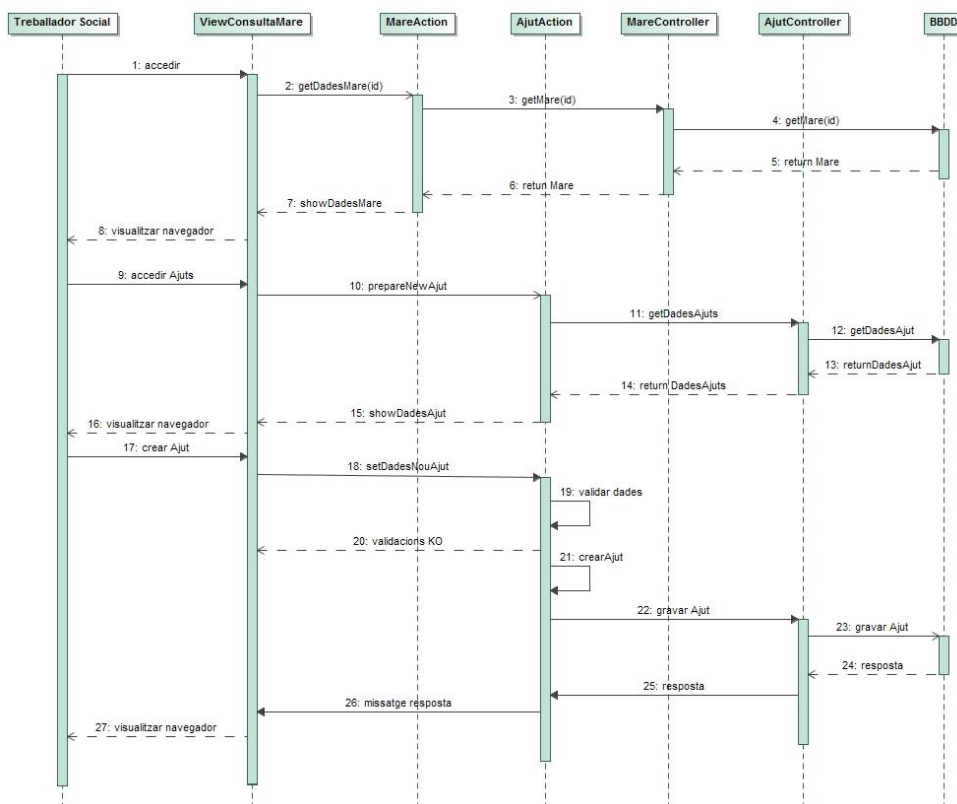 Treballador Social
ViewConsultaMare
MareAction
AjutAction
MareController
AjutController
BBDD
1: accedir
2: getDadesMare(id)
3: getMare(id)
4: getMare(id)
5: return Mare
6: retun Mare
7: showDadesMare
8: visualitzar navegador
9: accedir Ajuts
10: prepareNewAjut
11: getDadesAjuts
12: getDadesAjut
13: returnDadesAjut
14: return DadesAjuts
15: showDadesAjut
16: visualitzar navegador
17: crear Ajut
18: setDadesNouAjut
19: validar dades
20: validacions KO
21: crearAjut
22: gravar Ajut
23: gravar Ajut
24: resposta
25: resposta
26: missatge resposta
27: visualitzar navegador